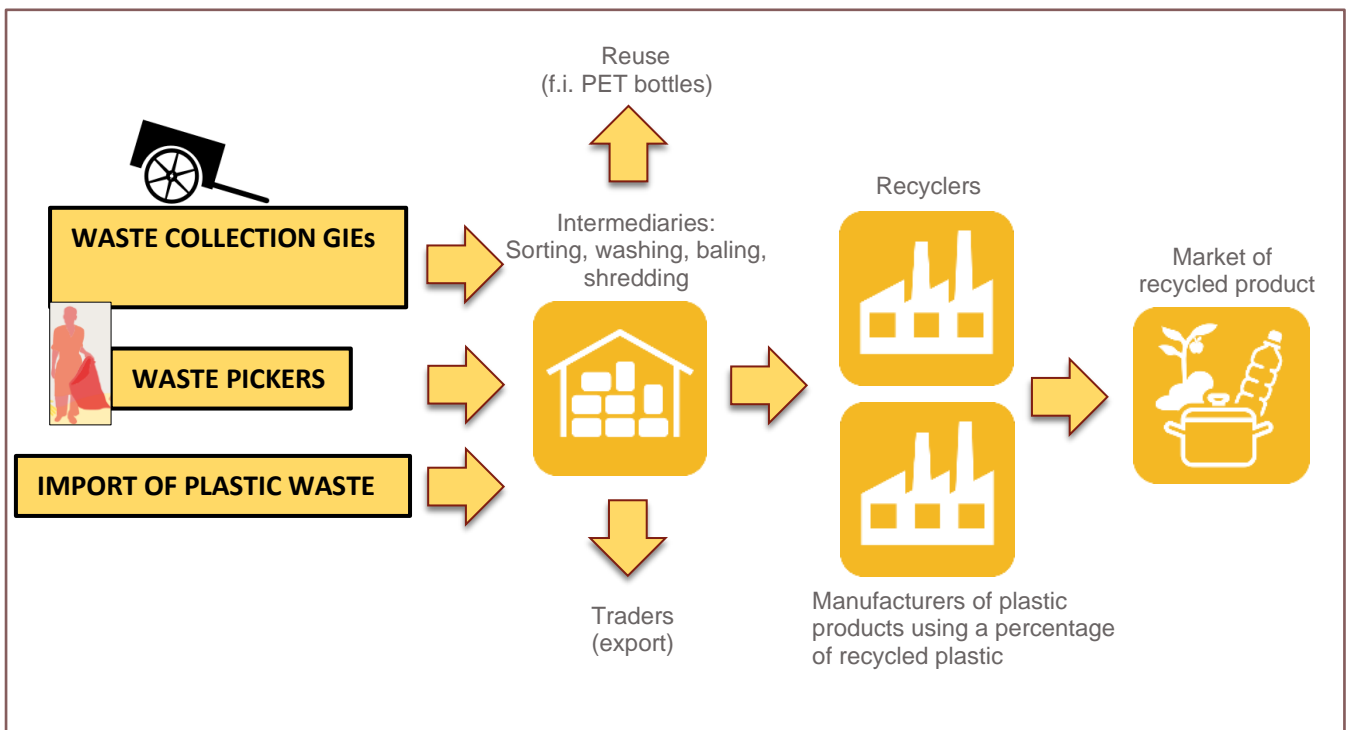 Reuse
(f.i. PET bottles)
WASTE COLLECTION GIEs
Intermediaries:
Sorting, washing, baling,
shredding
Recyclers
Market of
recycled product
WASTE PICKERS
IMPORT OF PLASTIC WASTE
Traders
(export)
Manufacturers of plastic
products using a percentage
of recycled plastic